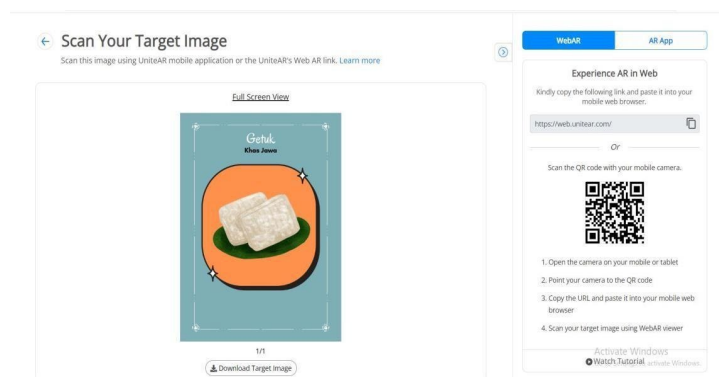 Scan Your Target Image
Scan this image using UniteAR mobile application or the UniteAR's Web AR link. Learn more
Full Screen View
Getuk
Khas Jawa
1/1
Download Target Image
WebAR
AR App
Experience AR in Web
Kindly copy the following link and paste it into your
mobile web browser.
https://web.unitear.com/
Or
Scan the QR code with your mobile camera.
1. Open the camera on your mobile or tablet
2. Point your camera to the QR code
3. Copy the URL and paste it into your mobile web
browser
4. Scan your target image using WebAR viewer
Activate Windows
Watch Tutorial
activate Windows